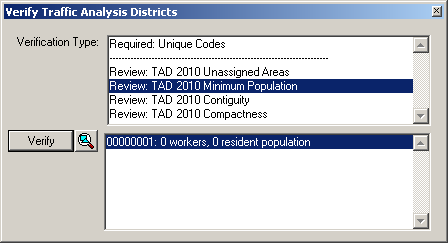 Verify Traffic Analysis Districts
Verification Type:
Required: Unique Codes
------------------------------------------------------------------------
Review: TAD 2010 Unassigned Areas
Review: TAD 2010 Minimum Population
Review: TAD 2010 Contiguity
Review: TAD 2010 Compactness
Verify
00000001: 0 workers, 0 resident population